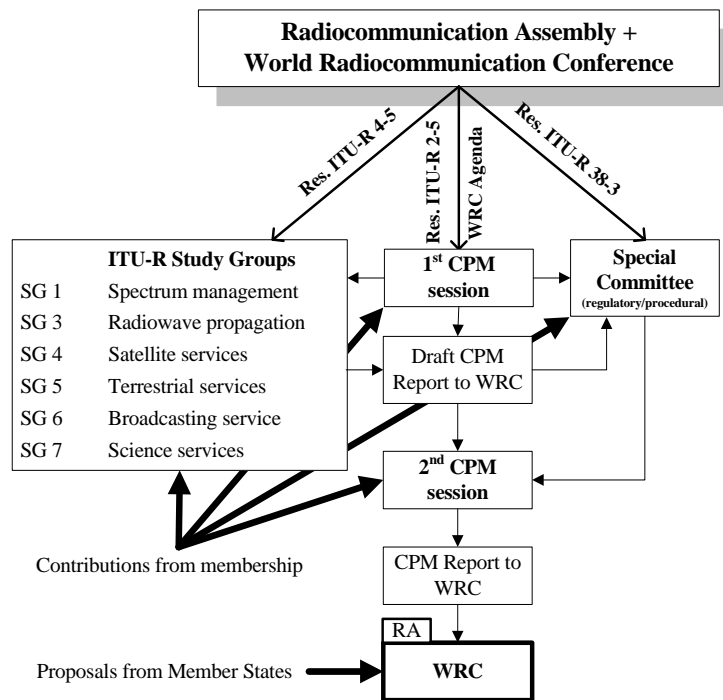 Radiocommunication Assembly +
World Radiocommunication Conference
Res. ITU-R 4-5
Res. ITU-R 2-5
WRC Agenda
Res. ITU-R 38-3
ITU-R Study Groups
SG 1 Spectrum management
SG 3 Radiowave propagation
SG 4 Satellite services
SG 5 Terrestrial services
SG 6 Broadcasting service
SG 7 Science services
1st CPM
session
Special
Committee
(regulatory/procedural)
Draft CPM
Report to WRC
2nd CPM
session
Contributions from membership
CPM Report to
WRC
RA
Proposals from Member States
WRC